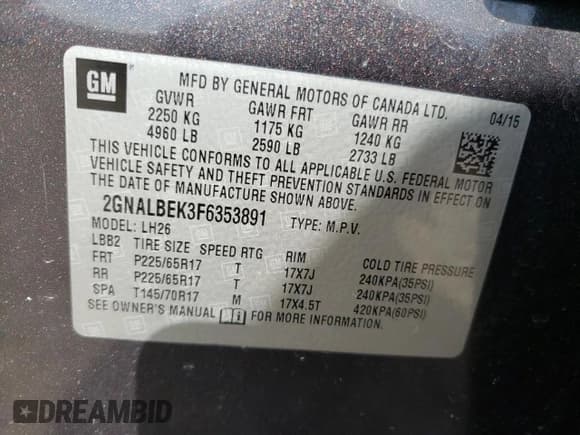 GM
MFD BY GENERAL MOTORS OF CANADA LTD.
GVWR GAWR FRT GAWR RR 04/15
2250 KG 1175 KG 1240 KG
4960 LB 2590 LB 2733 LB
THIS VEHICLE CONFORMS TO ALL APPLICABLE U.S. FEDERAL MOTOR
VEHICLE SAFETY AND THEFT PREVENTION STANDARDS IN EFFECT ON
THE DATE OF MANUFACTURE SHOWN ABOVE.
2GNALBEK3F6353891 TYPE: M.P.V.
MODEL: LH26
LBB2 TIRE SIZE SPEED RTG RIM COLD TIRE PRESSURE
FRT P225/65R17 T 17X7J 240KPA(35PSI)
RR P225/65R17 T 17X7J 240KPA(35PSI)
SPA T145/70R17 M 17X4.5T 420KPA(60PSI)
SEE OWNER'S MANUAL FOR MORE INFORMATION.
DREAMBID